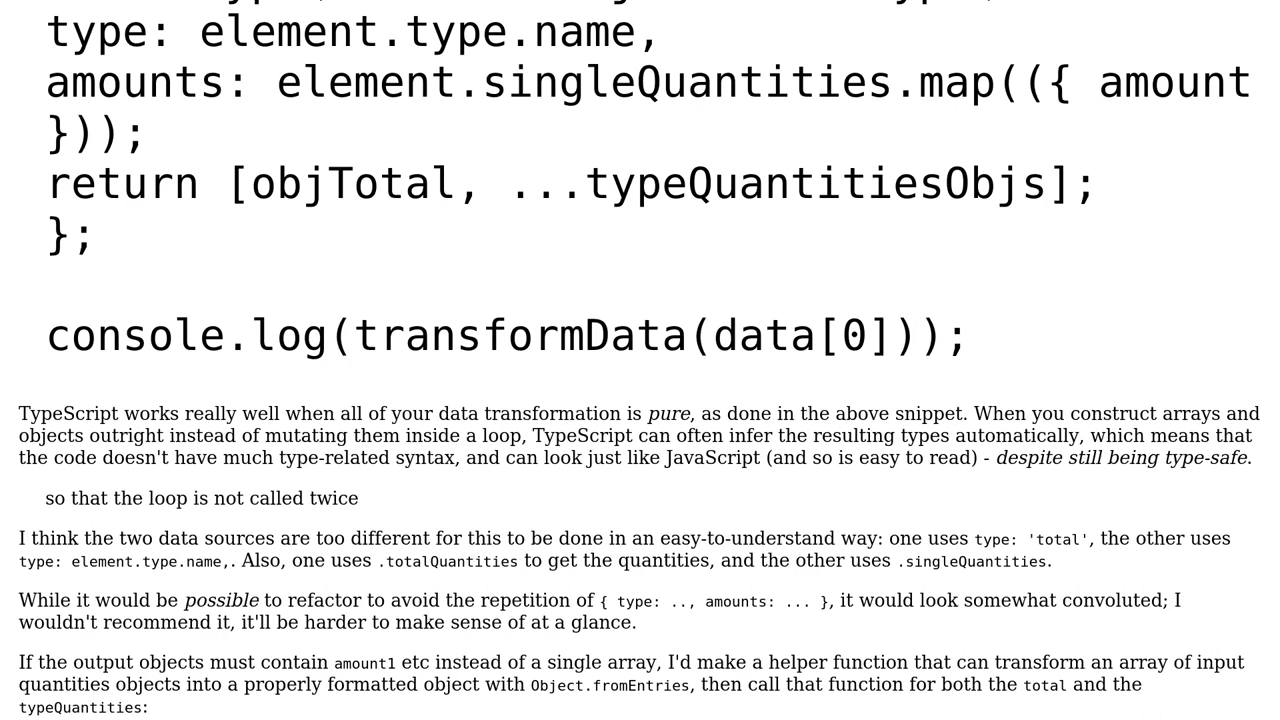 type: element.type.name,
amounts: element.singleQuantities.map(({ amount
}));
return [objTotal, ...typeQuantitiesObjs];
};
console.log(transformData(data[0]));
TypeScript works really well when all of your data transformation is pure, as done in the above snippet. When you construct arrays and
objects outright instead of mutating them inside a loop, TypeScript can often infer the resulting types automatically, which means that
the code doesn't have much type-related syntax, and can look just like JavaScript (and so is easy to read) - despite still being type-safe.
so that the loop is not called twice
I think the two data sources are too different for this to be done in an easy-to-understand way: one uses type: 'total', the other uses
type: element.type.name,. Also, one uses .totalQuantities to get the quantities, and the other uses .singleQuantities.
While it would be possible to refactor to avoid the repetition of { type: .., amounts: ... }, it would look somewhat convoluted; I
wouldn't recommend it, it'll be harder to make sense of at a glance.
If the output objects must contain amount1 etc instead of a single array, I'd make a helper function that can transform an array of input
quantities objects into a properly formatted object with Object.fromEntries, then call that function for both the total and the
typeQuantities: